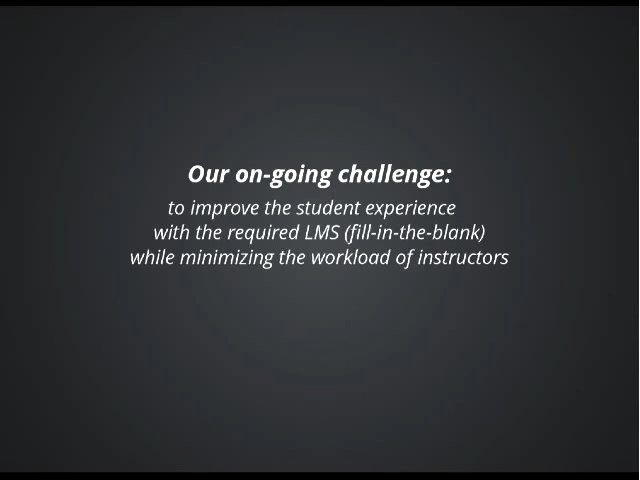 Our on-going challenge:
to improve the student experience
with the required LMS (fill-in-the-blank)
while minimizing the workload of instructors